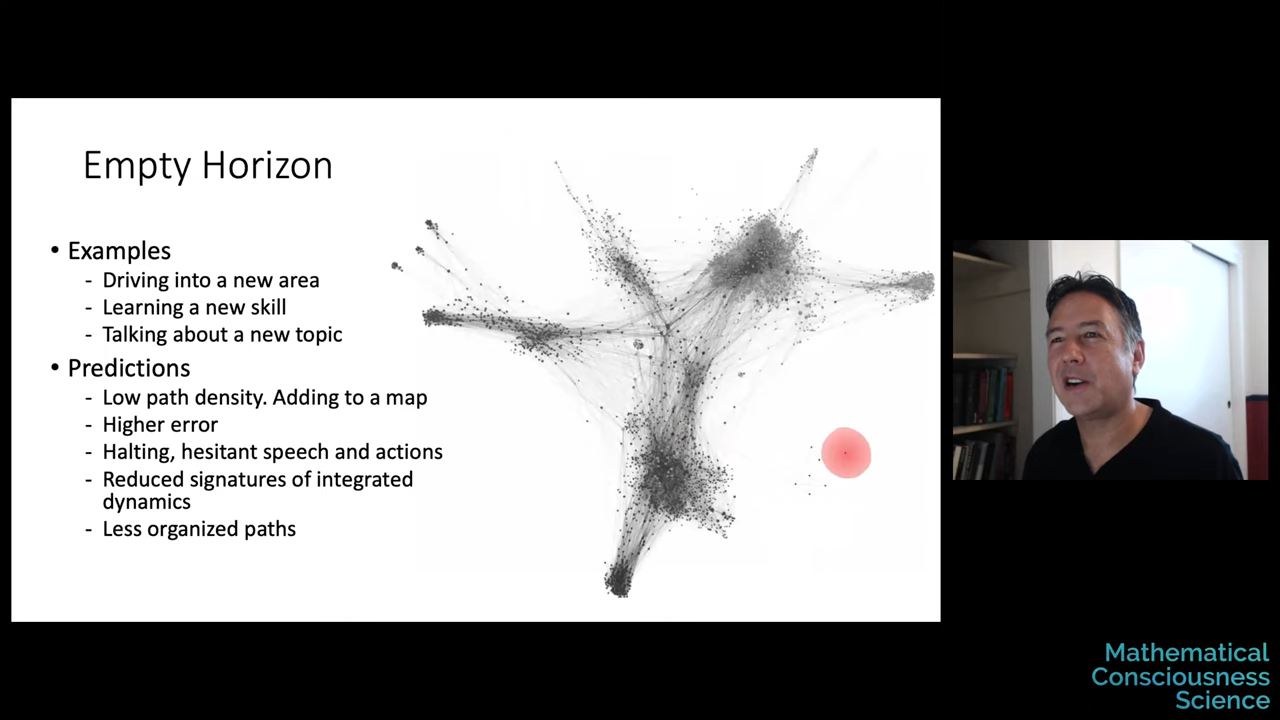 Empty Horizon
• Examples
- Driving into a new area
- Learning a new skill
- Talking about a new topic
• Predictions
- Low path density. Adding to a map
- Higher error
- Halting, hesitant speech and actions
- Reduced signatures of integrated
dynamics
- Less organized paths
Mathematical
Consciousness
Science